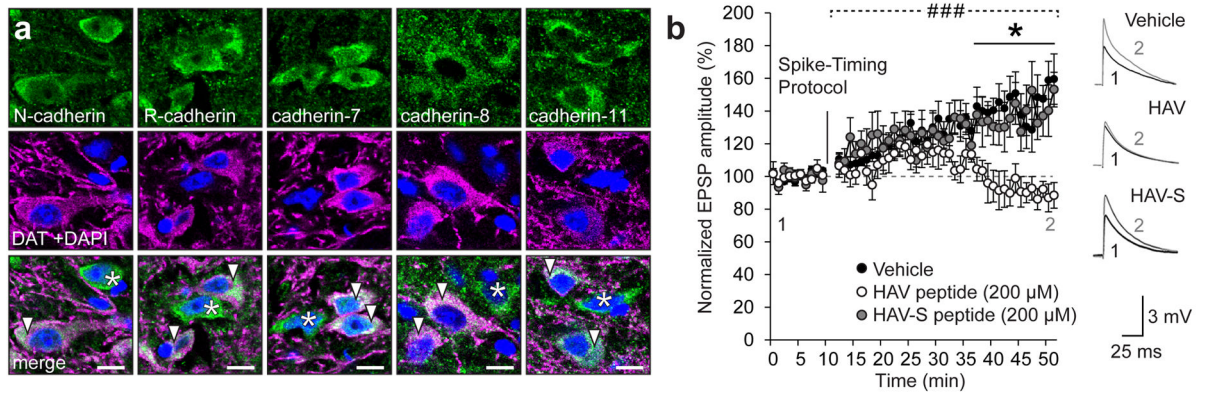 a
N-cadherin
R-cadherin
cadherin-7
cadherin-8
cadherin-11
DAT +DAPI
*
*
*
*
*
merge
b
200
180
160
140
120
100
80
60
40
20
0
Normalized EPSP amplitude (%)
###
*
Spike-Timing
Protocol
1
2
Vehicle
HAV peptide (200 µM)
HAV-S peptide (200 µM)
0 5 10 15 20 25 30 35 40 45 50
Time (min)
Vehicle
2
1
HAV
2
1
HAV-S
2
1
3 mV
25 ms